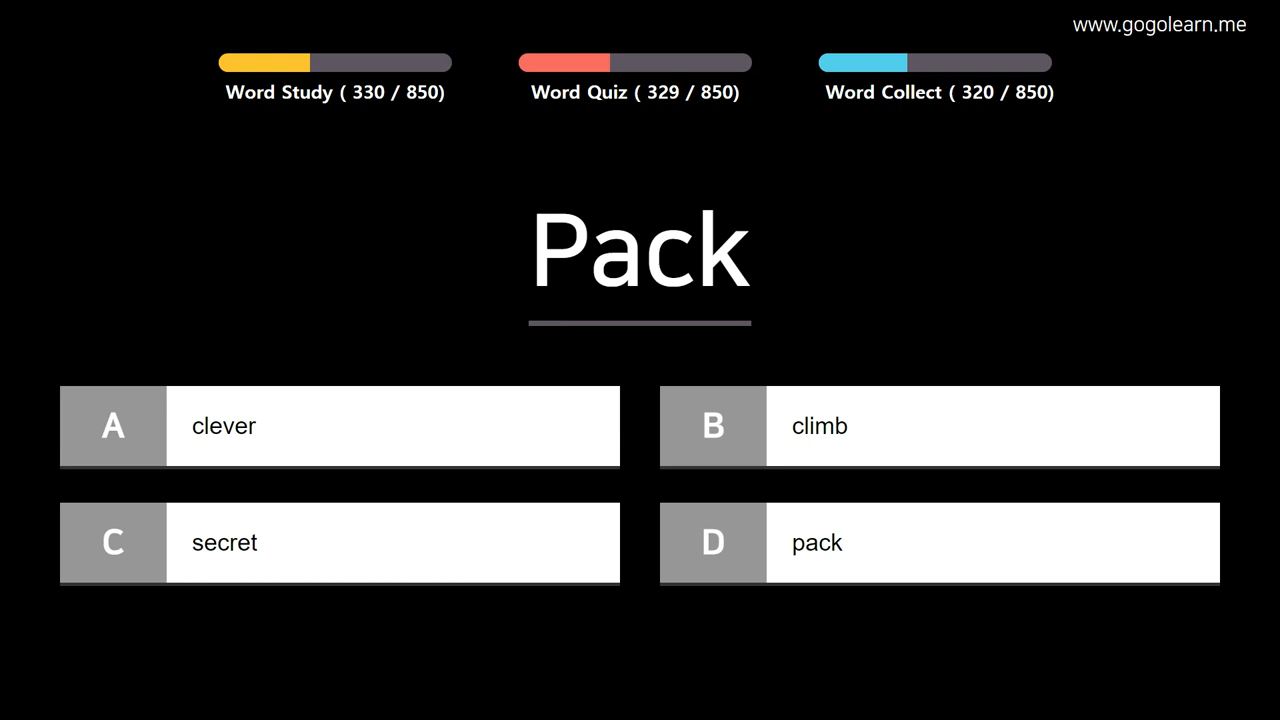 www.gogolearn.me
Word Study ( 330 / 850)
Word Quiz ( 329 / 850)
Word Collect ( 320 / 850)
Pack
A clever
B climb
C secret
D pack